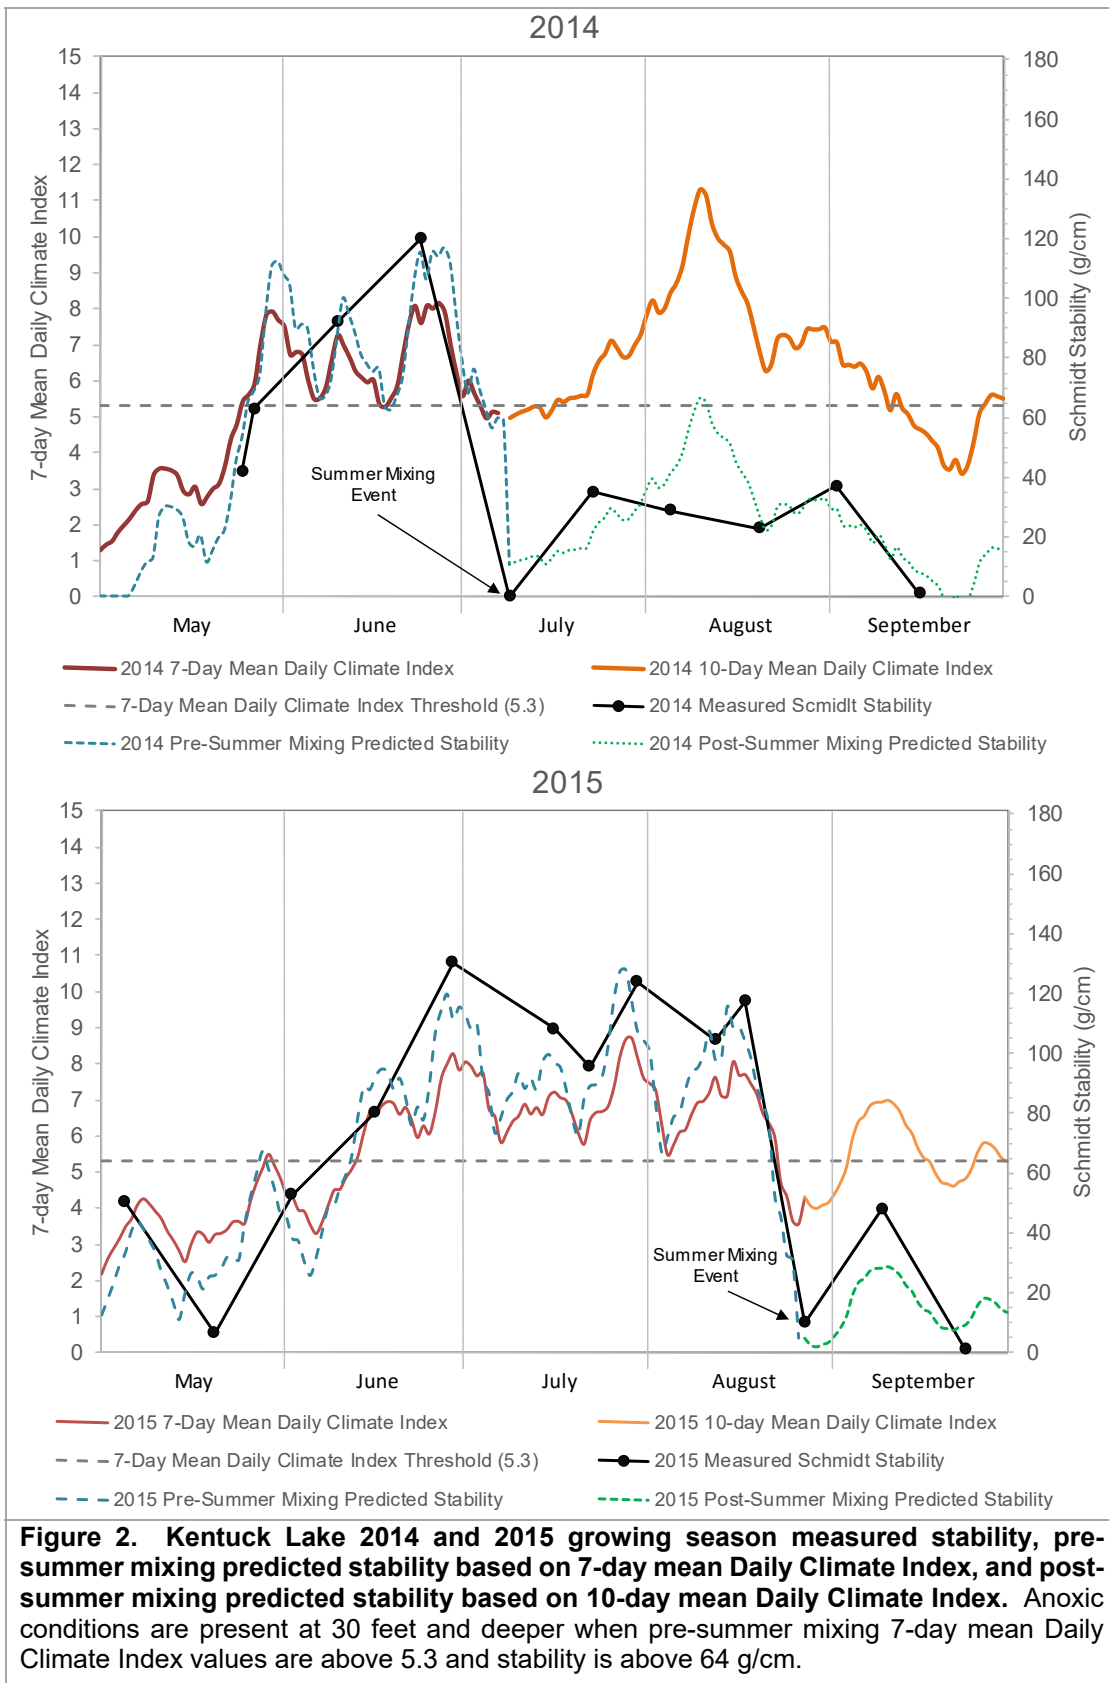 2014
15
14
13
12
11
10
9
8
7
6
5
4
3
2
1
0
7-day Mean Daily Climate Index
180
160
140
120
100
80
60
40
20
0
Schmidt Stability (g/cm)
Summer Mixing
Event
May June July August September
2014 7-Day Mean Daily Climate Index 2014 10-Day Mean Daily Climate Index
7-Day Mean Daily Climate Index Threshold (5.3) 2014 Measured Scmidlt Stability
2014 Pre-Summer Mixing Predicted Stability 2014 Post-Summer Mixing Predicted Stability
2015
15
14
13
12
11
10
9
8
7
6
5
4
3
2
1
0
7-day Mean Daily Climate Index
180
160
140
120
100
80
60
40
20
0
Schmidt Stability (g/cm)
Summer Mixing
Event
May June July August September
2015 7-Day Mean Daily Climate Index 2015 10-day Mean Daily Climate Index
7-Day Mean Daily Climate Index Threshold (5.3) 2015 Measured Schmidt Stability
2015 Pre-Summer Mixing Predicted Stability 2015 Post-Summer Mixing Predicted Stability
Figure 2. Kentuck Lake 2014 and 2015 growing season measured stability, pre-
summer mixing predicted stability based on 7-day mean Daily Climate Index, and post-
summer mixing predicted stability based on 10-day mean Daily Climate Index. Anoxic
conditions are present at 30 feet and deeper when pre-summer mixing 7-day mean Daily
Climate Index values are above 5.3 and stability is above 64 g/cm.